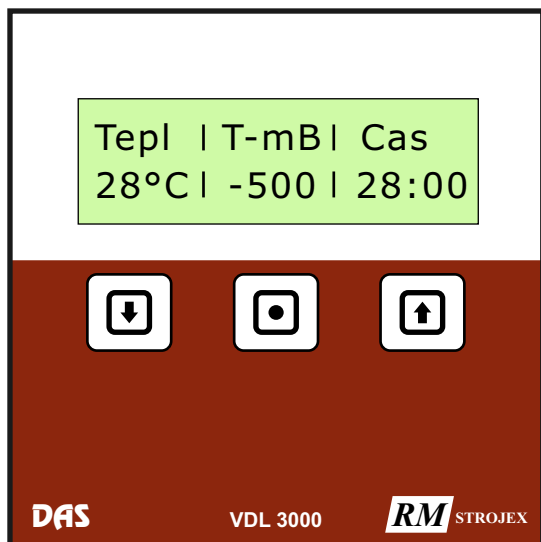 Tepl | T-mB| Cas
28°C| -500 | 28:00
DAS VDL 3000 RM STROJEX